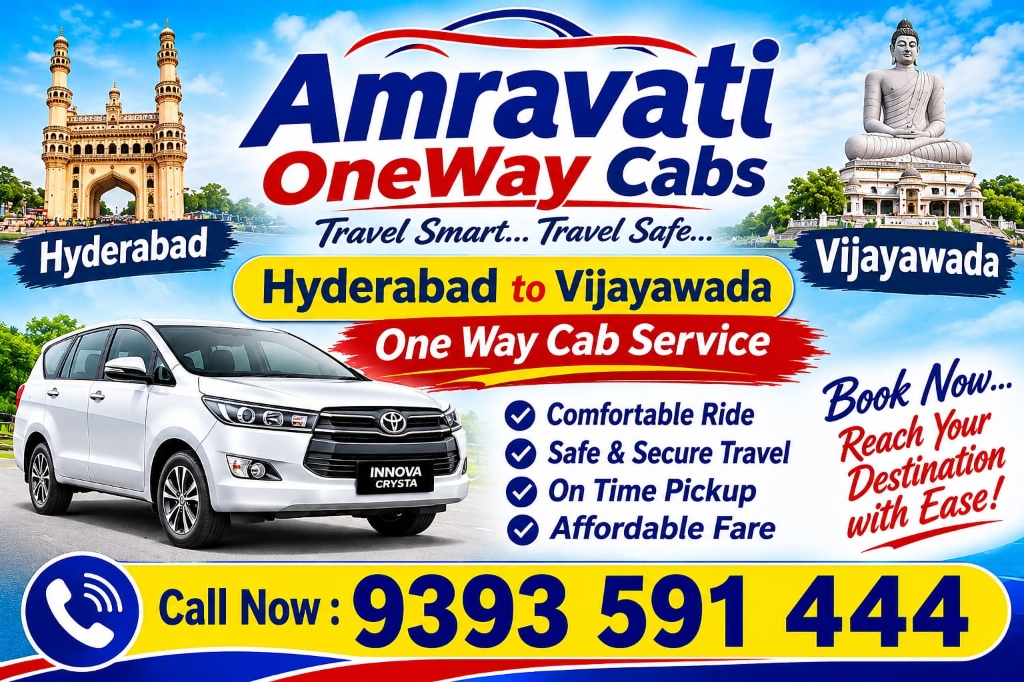 Amravati
OneWay Cabs
Travel Smart... Travel Safe...
Hyderabad
Vijayawada
Hyderabad to Vijayawada
One Way Cab Service
INNOVA
CRYSTA
Comfortable Ride
Safe & Secure Travel
On Time Pickup
Affordable Fare
Book Now...
Reach Your
Destination
with Ease!
Call Now : 9393 591 444